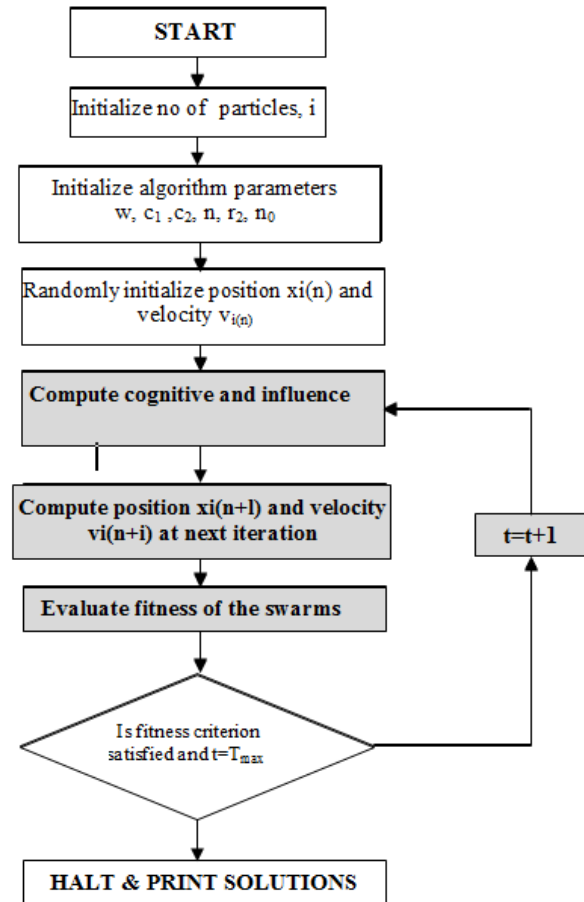 START
Initialize no of particles, i
Initialize algorithm parameters
w, c₁ ,c₂, n, r₂, n₀
Randomly initialize position xi(n) and
velocity vᵢ₍ₙ₎
Compute cognitive and influence
Compute position xi(n+l) and velocity
vi(n+i) at next iteration
t=t+1
Evaluate fitness of the swarms
Is fitness criterion
satisfied and t=Tₘₐₓ
HALT & PRINT SOLUTIONS